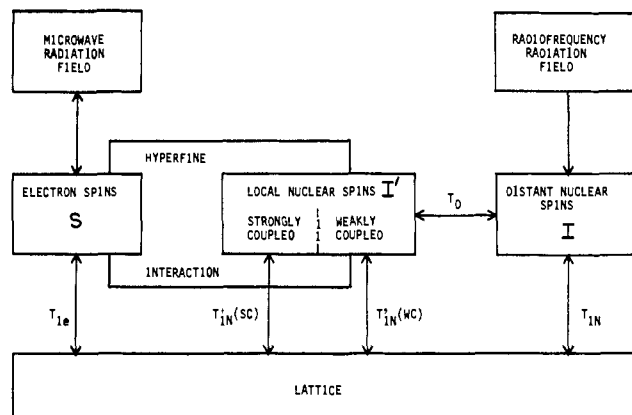 MICROWAVE
RADIATION
FIELD
RADIOFREQUENCY
RADIATION
FIELD
HYPERFINE
ELECTRON SPINS
S
LOCAL NUCLEAR SPINS I'
STRONGLY
COUPLED
WEAKLY
COUPLED
T_D
DISTANT NUCLEAR
SPINS
I
INTERACTION
T_1e
T'_1N(SC)
T'_1N(WC)
T_1N
LATTICE